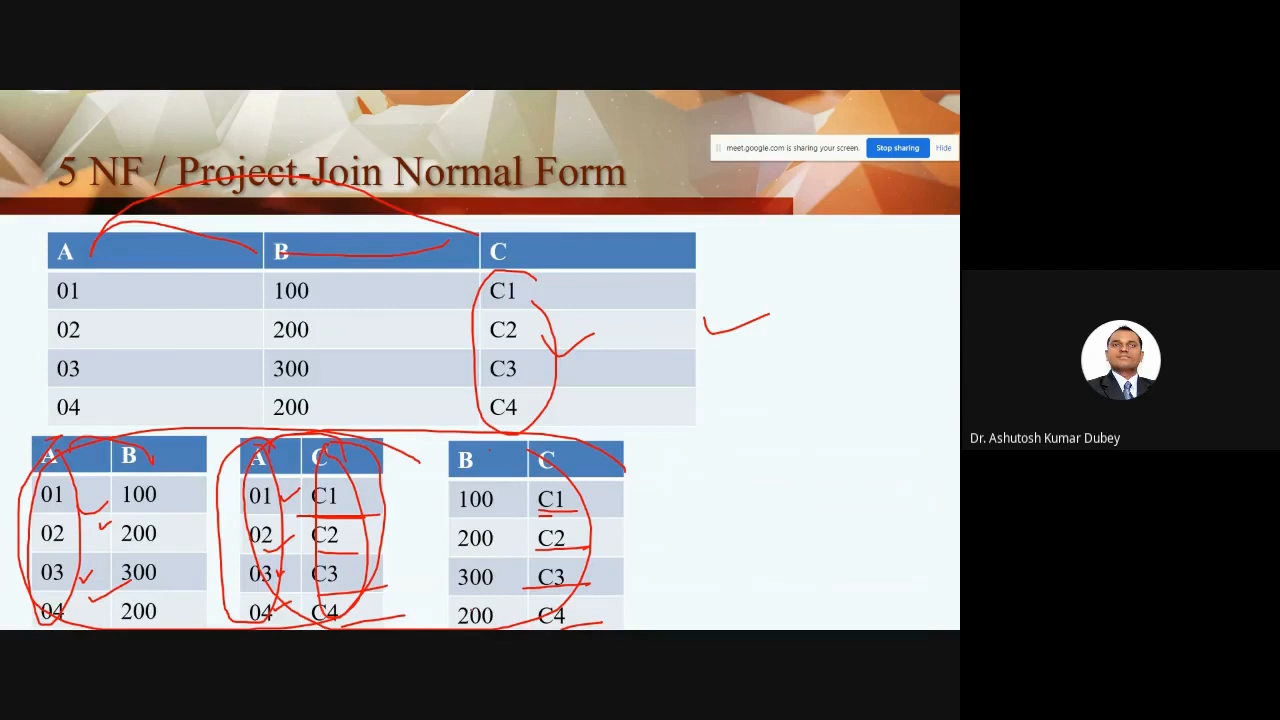 meet.google.com is sharing your screen. Stop sharing Hide
5 NF / Project-Join Normal Form
A B C
01 100 C1
02 200 C2
03 300 C3
04 200 C4
A B
01 100
02 200
03 300
04 200
A C
01 C1
02 C2
03 C3
04 C4
B C
100 C1
200 C2
300 C3
200 C4
Dr. Ashutosh Kumar Dubey